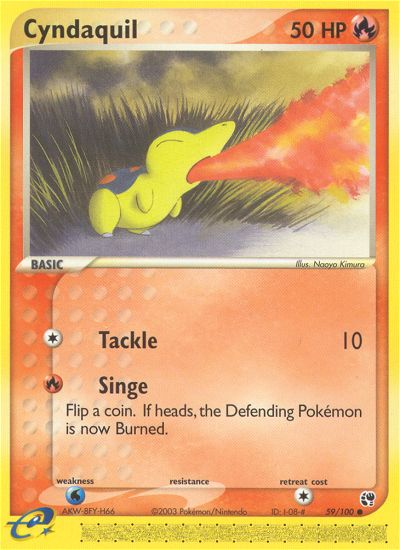 Cyndaquil 50 HP
BASIC Illus. Naoyo Kimura
Tackle 10
Singe
Flip a coin. If heads, the Defending Pokémon
is now Burned.
weakness resistance retreat cost
AKW-8FY-H66 ©2003 Pokémon/Nintendo ID: I-08-# 59/100
e